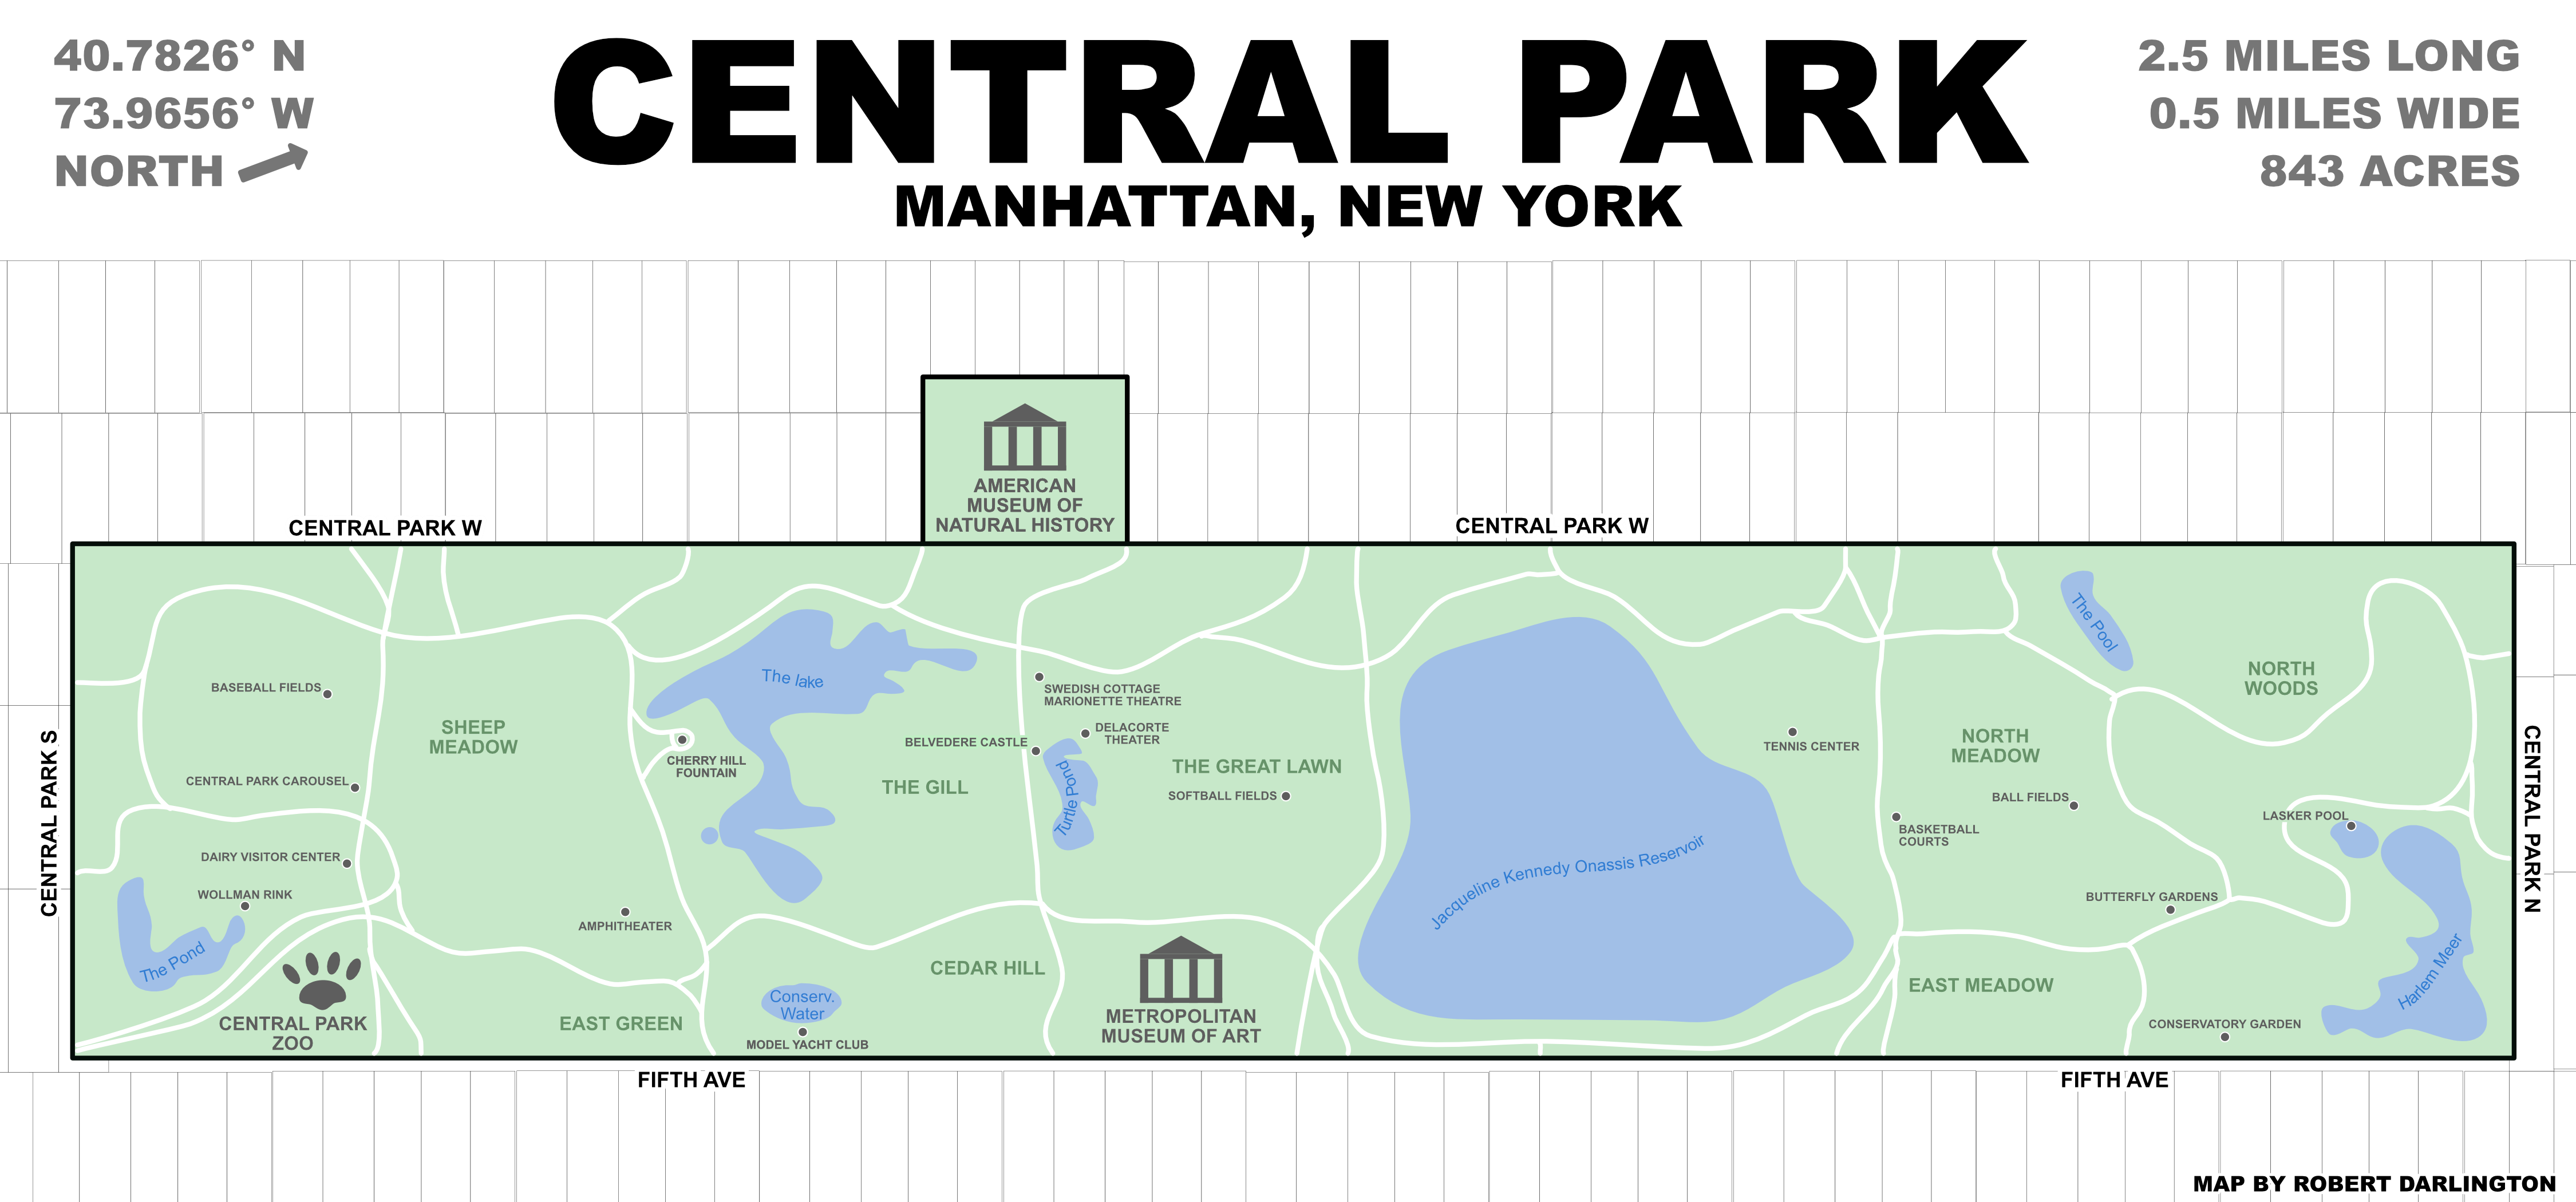 40.7826° N
73.9656° W
NORTH
CENTRAL PARK
MANHATTAN, NEW YORK
2.5 MILES LONG
0.5 MILES WIDE
843 ACRES
AMERICAN
MUSEUM OF
NATURAL HISTORY
CENTRAL PARK W
CENTRAL PARK W
CENTRAL PARK S
BASEBALL FIELDS
SHEEP
MEADOW
CENTRAL PARK CAROUSEL
DAIRY VISITOR CENTER
WOLLMAN RINK
The Pond
CENTRAL PARK
ZOO
The lake
CHERRY HILL
FOUNTAIN
AMPHITHEATER
EAST GREEN
Conserv.
Water
MODEL YACHT CLUB
SWEDISH COTTAGE
MARIONETTE THEATRE
DELACORTE
THEATER
BELVEDERE CASTLE
THE GILL
Turtle Pond
THE GREAT LAWN
SOFTBALL FIELDS
CEDAR HILL
METROPOLITAN
MUSEUM OF ART
Jacqueline Kennedy Onassis Reservoir
TENNIS CENTER
BASKETBALL
COURTS
The Pool
NORTH
WOODS
NORTH
MEADOW
BALL FIELDS
LASKER POOL
BUTTERFLY GARDENS
EAST MEADOW
Harlem Meer
CONSERVATORY GARDEN
CENTRAL PARK N
FIFTH AVE
FIFTH AVE
MAP BY ROBERT DARLINGTON